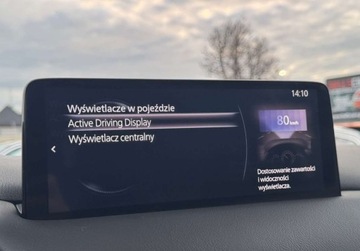 14:10
Wyświetlacze w pojeździe
Active Driving Display
Wyświetlacz centralny
80 km/h
Dostosowanie zawartości
i widoczności
wyświetlacza.